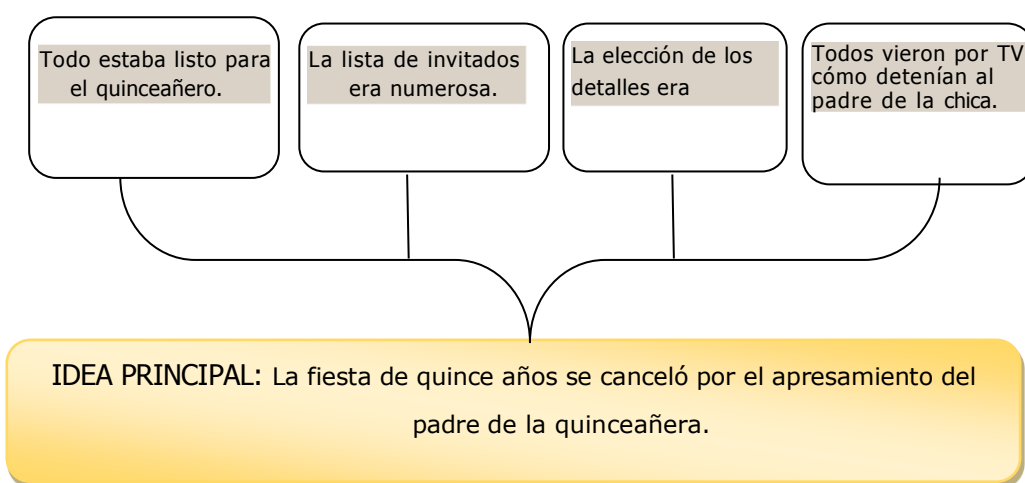 Todo estaba listo para
el quinceañero.
La lista de invitados
era numerosa.
La elección de los
detalles era
Todos vieron por TV
cómo detenían al
padre de la chica.
IDEA PRINCIPAL: La fiesta de quince años se canceló por el apresamiento del
padre de la quinceañera.